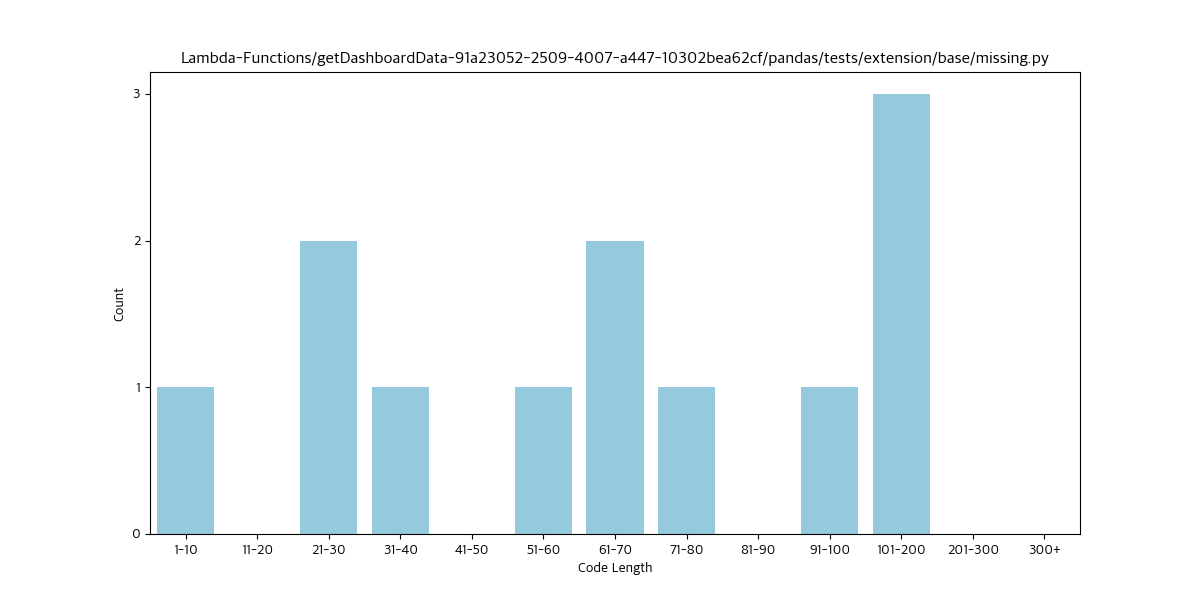 Lambda-Functions/getDashboardData-91a23052-2509-4007-a447-10302bea62cf/pandas/tests/extension/base/missing.py
3
2
1
0
Count
1-10 11-20 21-30 31-40 41-50 51-60 61-70 71-80 81-90 91-100 101-200 201-300 300+
Code Length